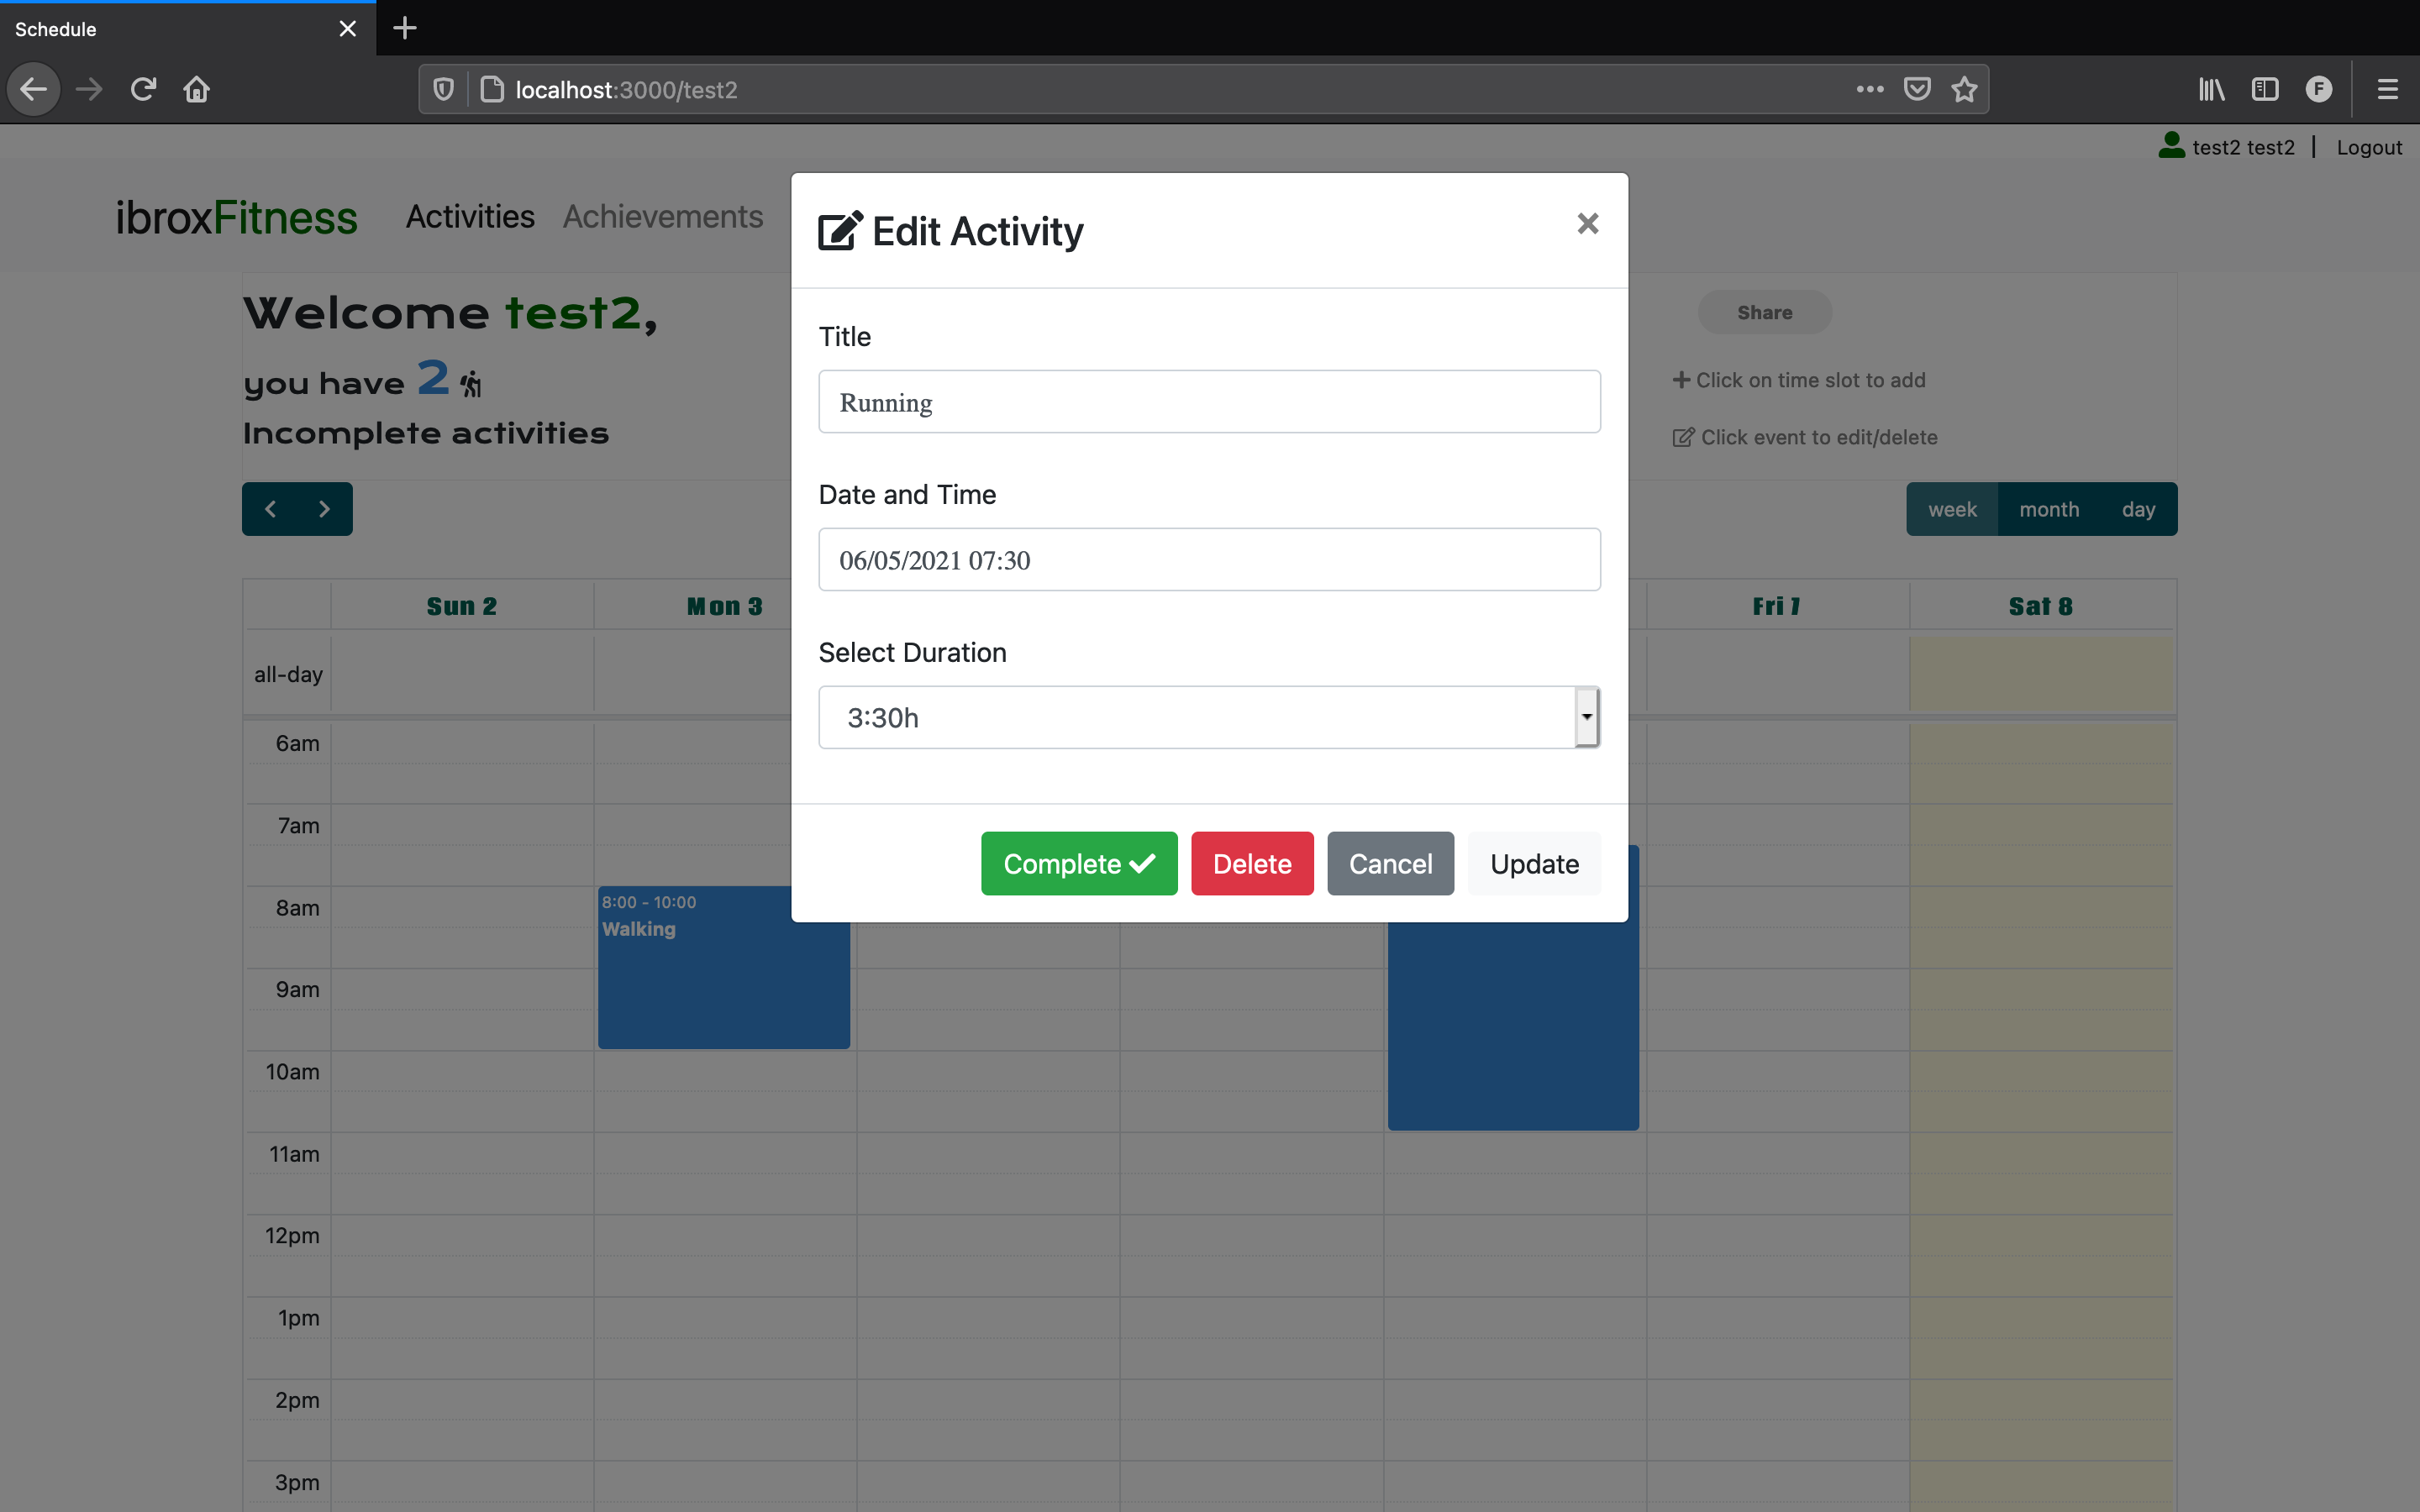 Schedule
localhost:3000/test2
F
test2 test2 | Logout
ibroxFitness
Activities
Achievements
Welcome test2,
you have 2
Incomplete activities
Share
Click on time slot to add
Click event to edit/delete
week
month
day
Edit Activity
×
Title
Running
Date and Time
06/05/2021 07:30
Select Duration
3:30h
Complete
Delete
Cancel
Update
Sun 2
Mon 3
Fri 7
Sat 8
all-day
6am
7am
8am
9am
10am
11am
12pm
1pm
2pm
3pm
8:00 - 10:00
Walking